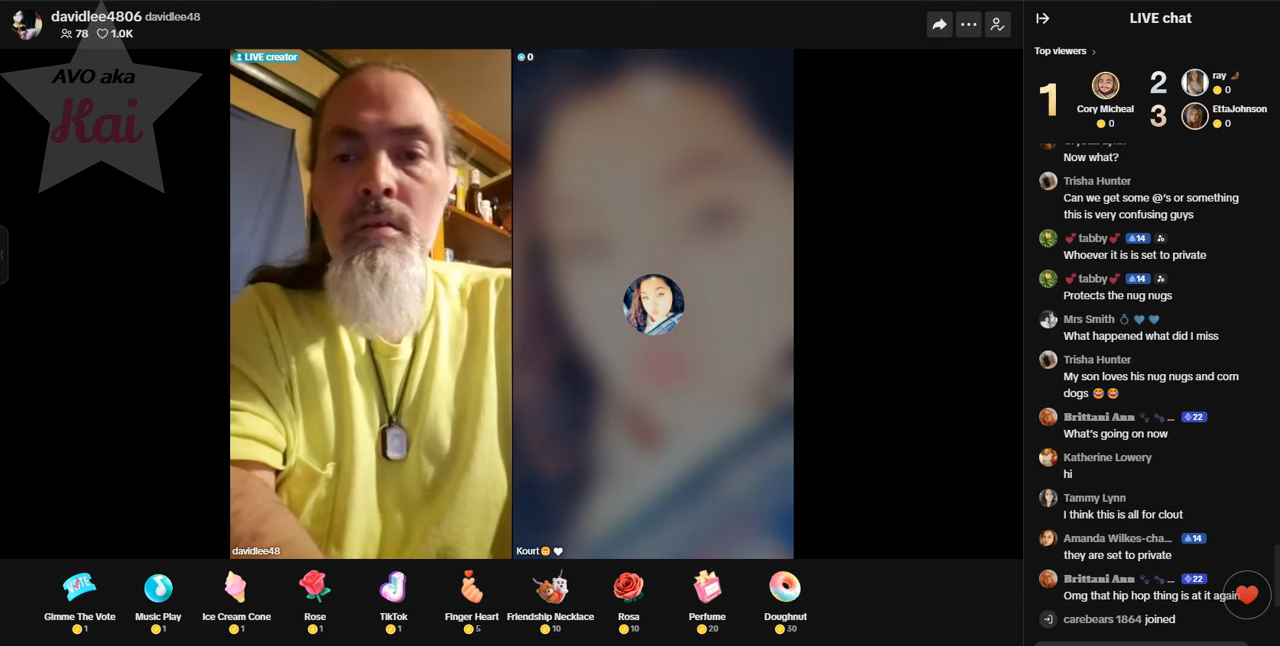 davidlee4806 davidlee48
78 1.0K
AVO aka
Kai
LIVE creator
0
davidlee48
Kourt
Gimme The Vote
1
Music Play
1
Ice Cream Cone
1
Rose
1
TikTok
1
Finger Heart
5
Friendship Necklace
10
Rosa
10
Perfume
20
Doughnut
30
LIVE chat
Top viewers
1
Cory Micheal
0
2
ray
0
3
EttaJohnson
0
Now what?
Trisha Hunter
Can we get some @'s or something
this is very confusing guys
tabby 14
Whoever it is is set to private
tabby 14
Protects the nug nugs
Mrs Smith
What happened what did I miss
Trisha Hunter
My son loves his nug nugs and corn
dogs
Brittani Ann ... 22
What's going on now
Katherine Lowery
hi
Tammy Lynn
I think this is all for clout
Amanda Wilkes-cha... 14
they are set to private
Brittani Ann ... 22
Omg that hip hop thing is at it again
carebears 1864 joined